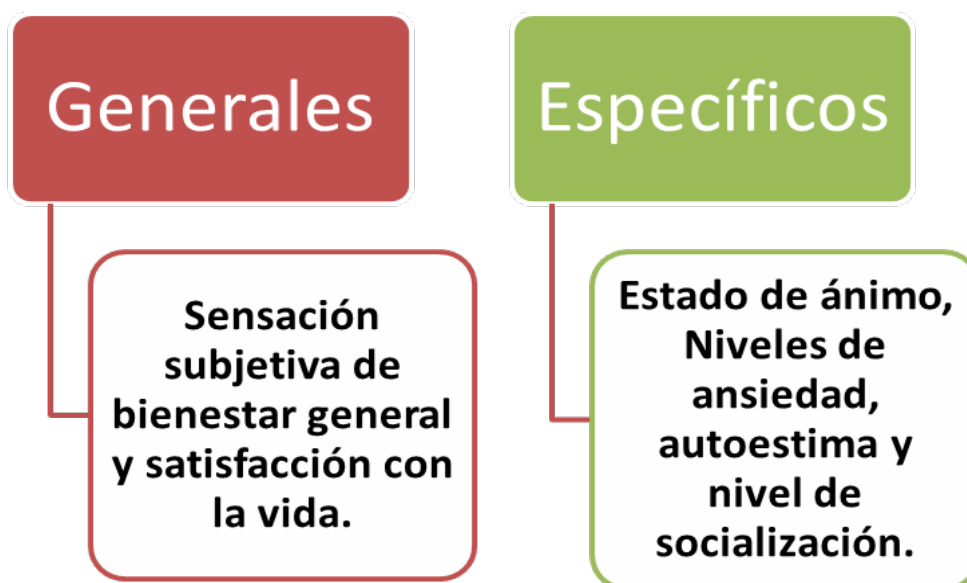 Generales
Sensación
subjetiva de
bienestar general
y satisfacción con
la vida.
Específicos
Estado de ánimo,
Niveles de
ansiedad,
autoestima y
nivel de
socialización.